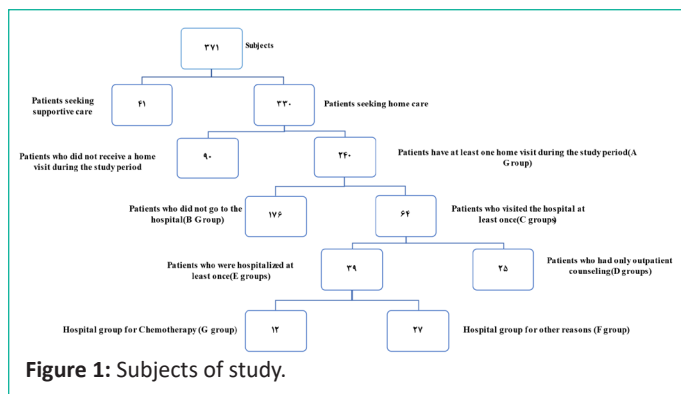 ۳۷۱
Subjects
Patients seeking
supportive care
۴۱
۳۳۰
Patients seeking home care
Patients who did not receive a home
visit during the study period
۹۰
۲۴۰
Patients have at least one home visit during the study period(A
Group)
Patients who did not go to the
hospital(B Group)
۱۷۶
۶۴
Patients who visited the hospital at
least once(C groups)
Patients who were hospitalized at
least once(E groups)
۳۹
۲۵
Patients who had only outpatient
counseling(D groups)
Hospital group for Chemotherapy (G group)
۱۲
۲۷
Hospital group for other reasons (F group)
Figure 1: Subjects of study.